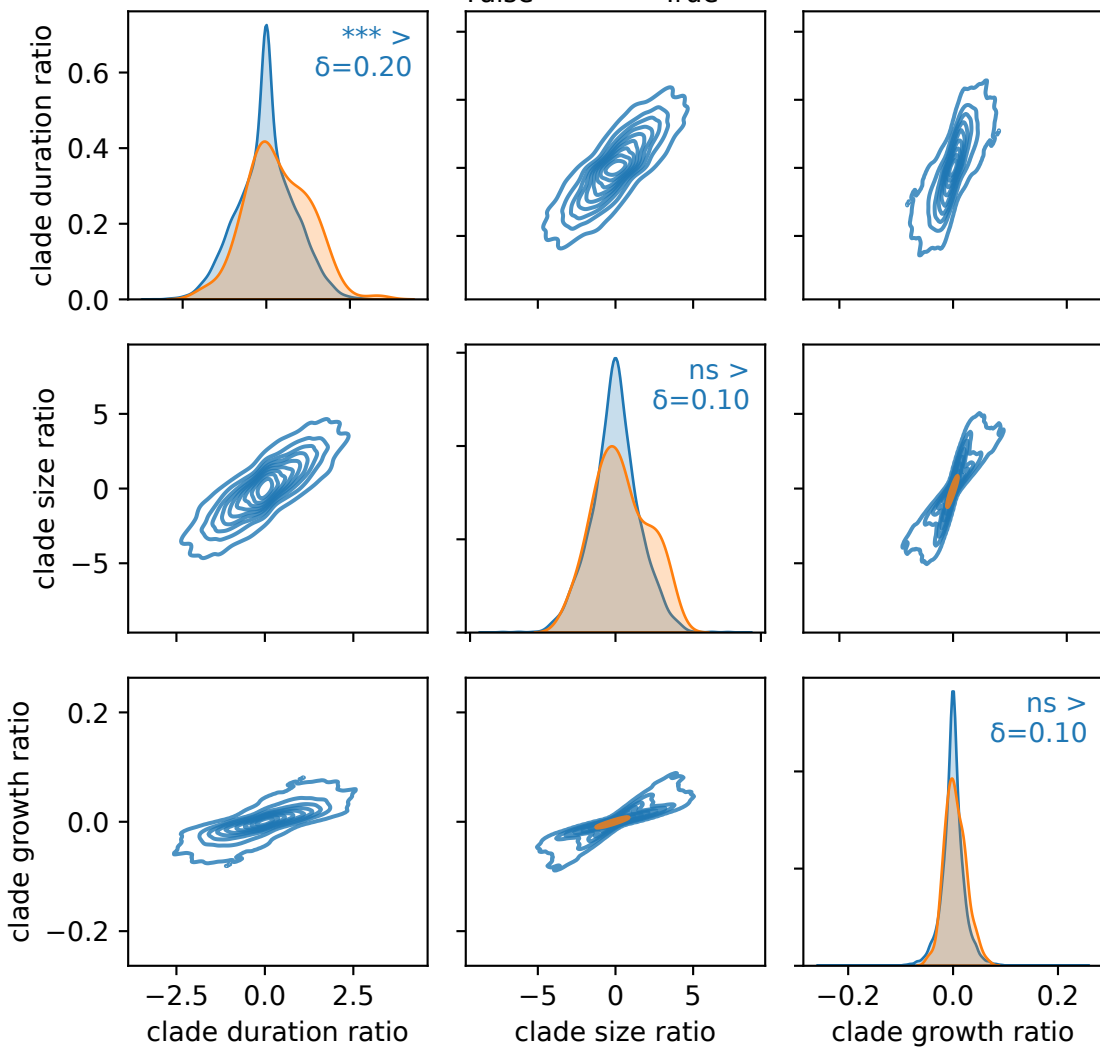 True
clade duration ratio
0.6
0.4
0.2
0.0
*** >
δ=0.20
clade size ratio
5
0
−5
ns >
δ=0.10
clade growth ratio
0.2
0.0
−0.2
ns >
δ=0.10
−2.5 0.0 2.5
−5 0 5
−0.2 0.0 0.2
clade duration ratio
clade size ratio
clade growth ratio